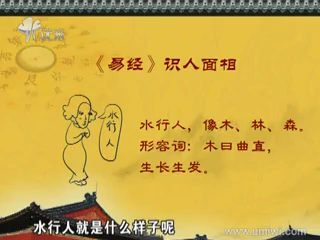 《易经》识人面相
水行人
水行人，像木、林、森。
形容词：木曰曲直，
生长生发。
水行人就是什么样子呢